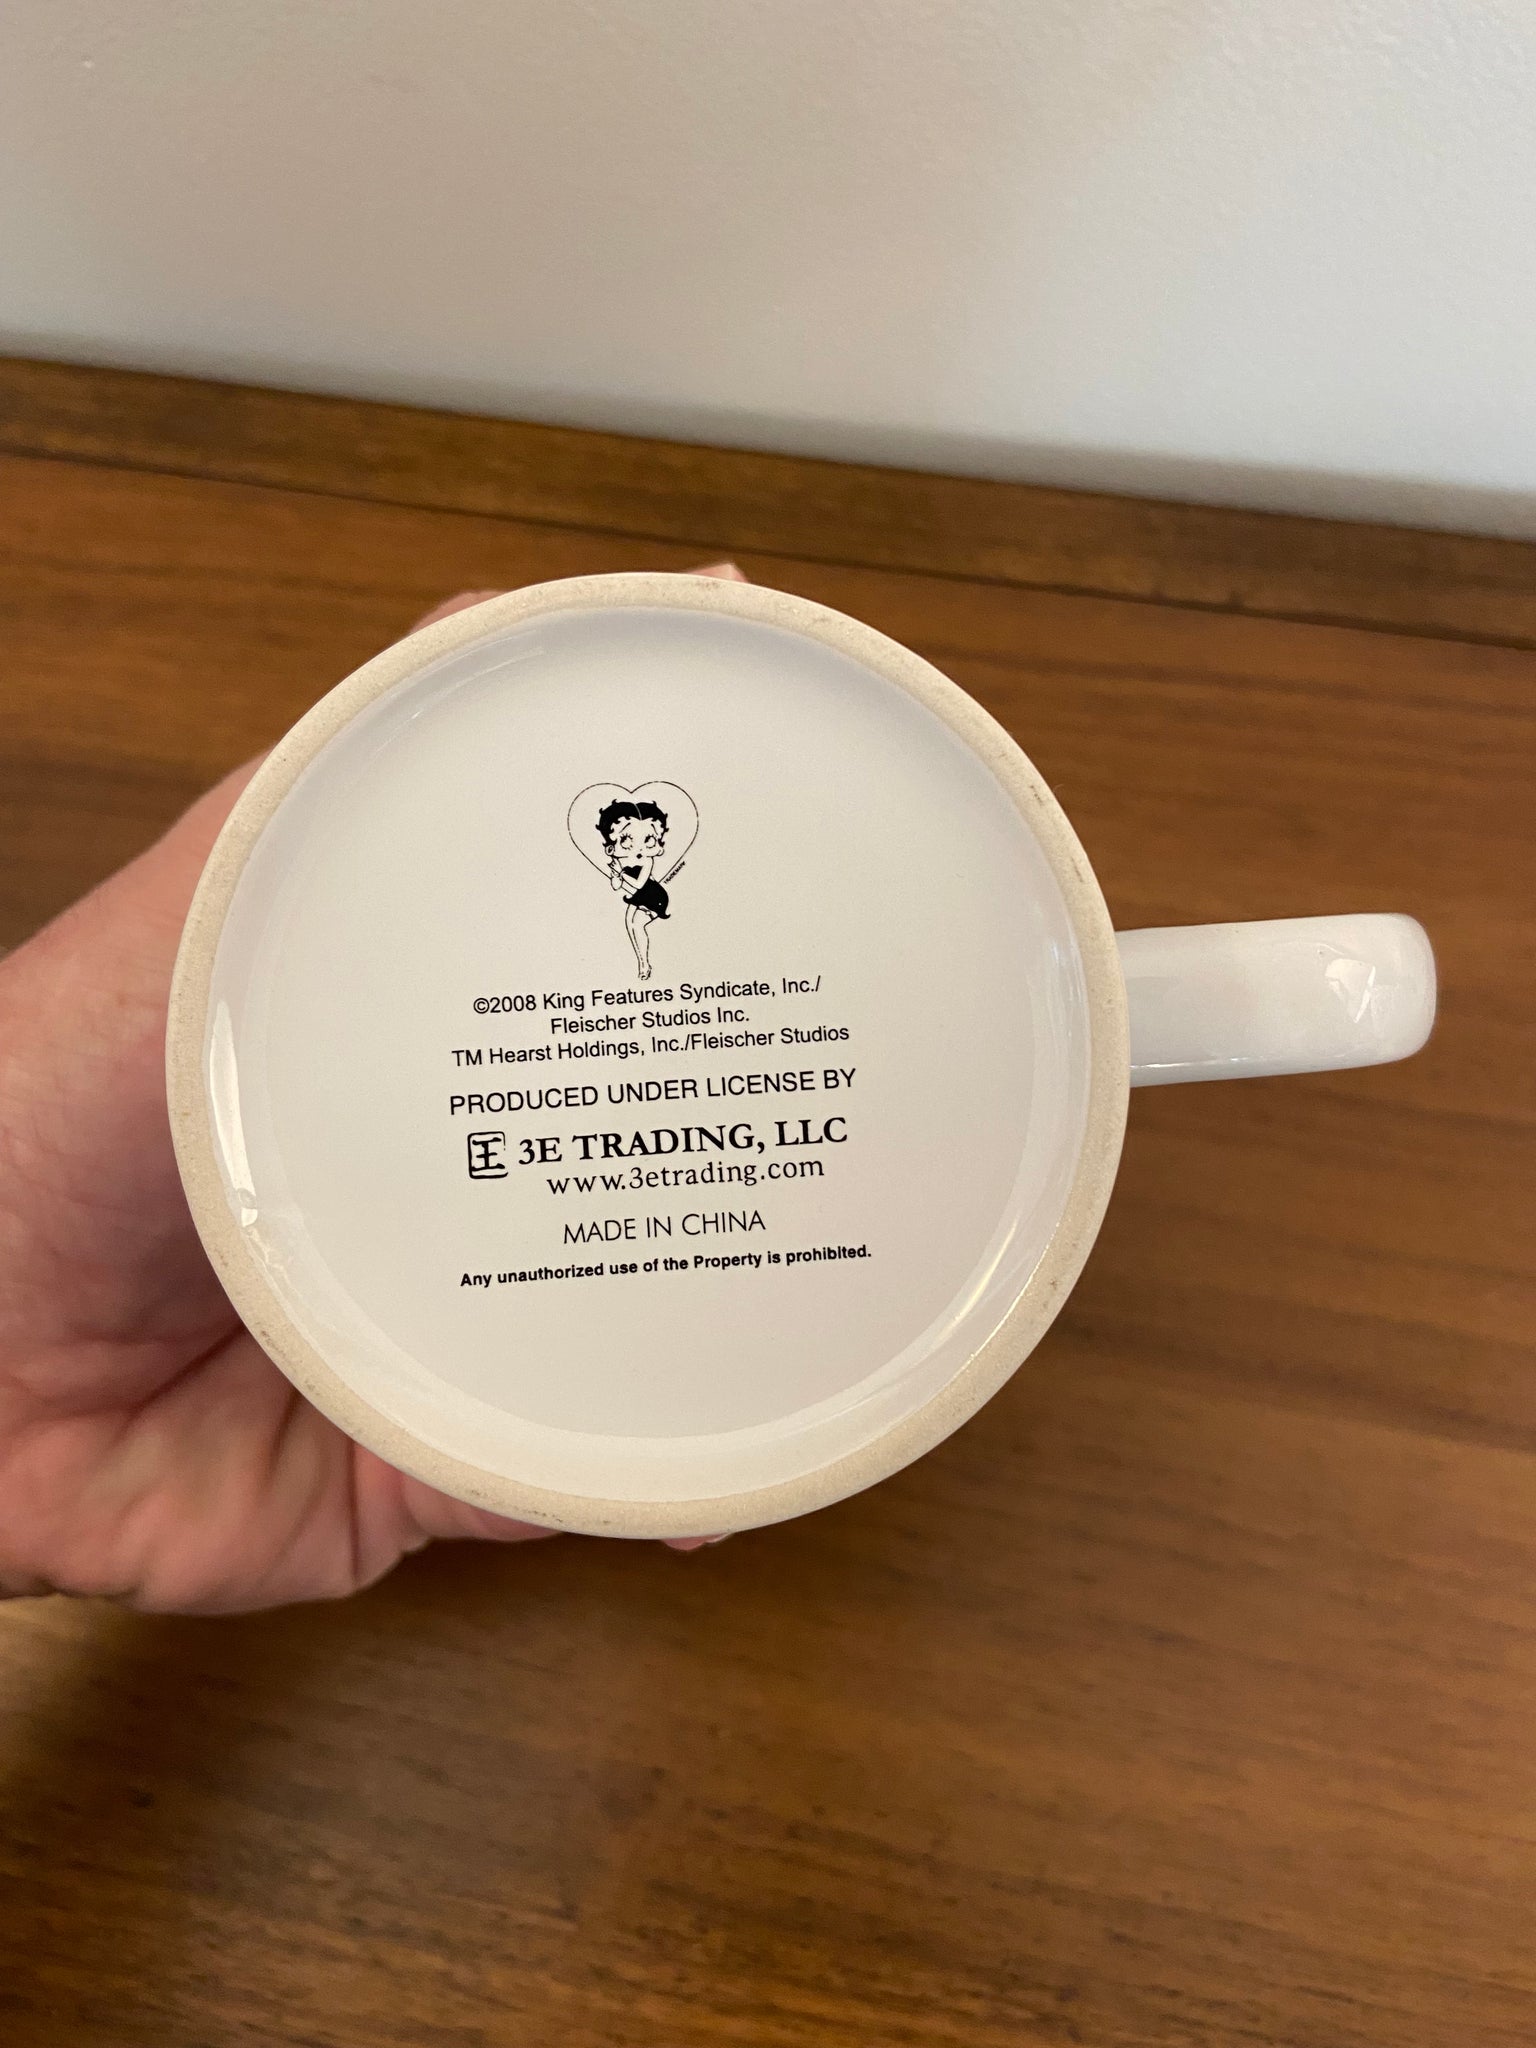 ©2008 King Features Syndicate, Inc./
Fleischer Studios Inc.
TM Hearst Holdings, Inc./Fleischer Studios
PRODUCED UNDER LICENSE BY
王 3E TRADING, LLC
www.3etrading.com
MADE IN CHINA
Any unauthorized use of the Property is prohibited.